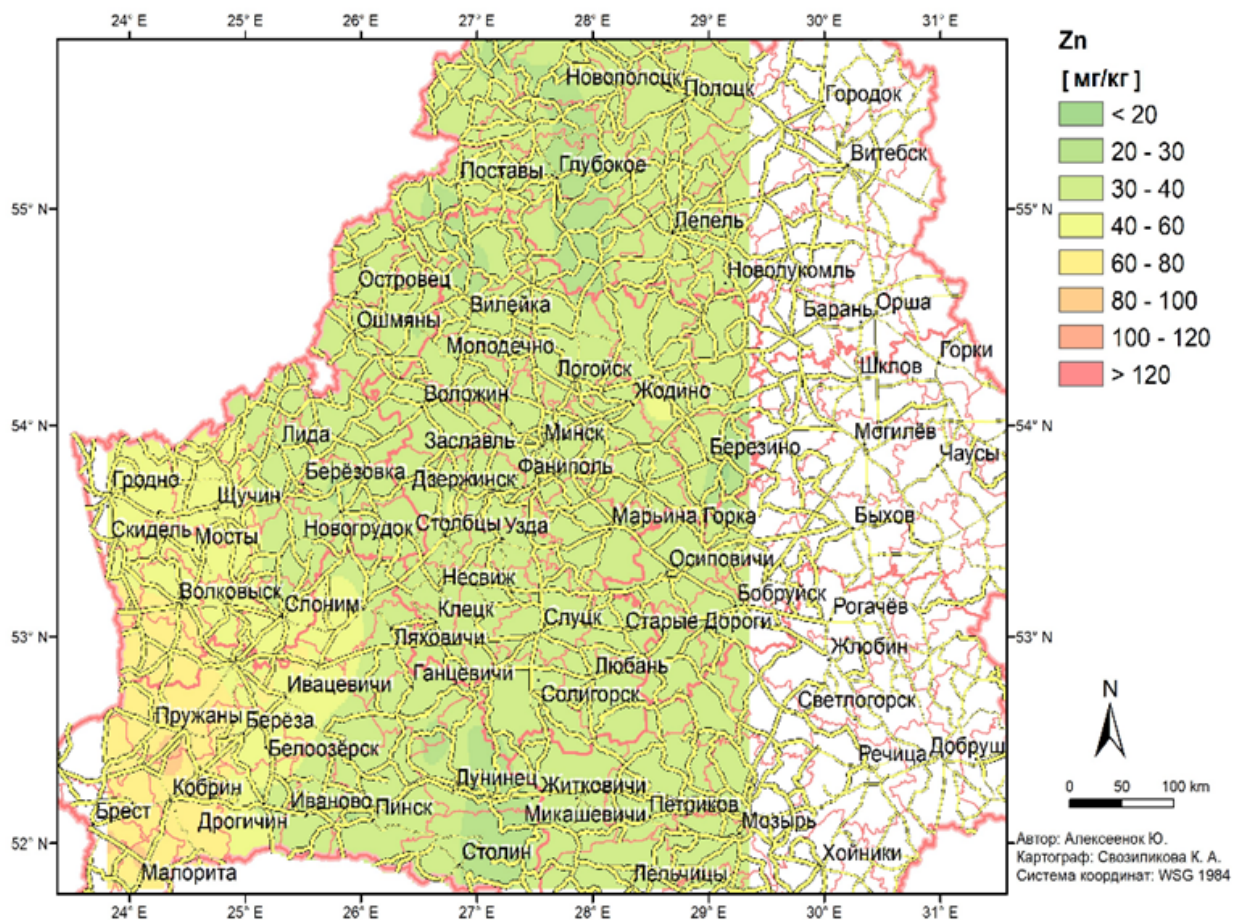 24° E 25° E 26° E 27° E 28° E 29° E 30° E 31° E
Zn
[ мг/кг ]
< 20
20 - 30
30 - 40
40 - 60
60 - 80
80 - 100
100 - 120
> 120
Новополоцк
Полоцк
Городок
Витебск
Поставы
Глубокое
55° N
55° N
Лепель
Новолукомль
Островец
Вилейка
Барань
Орша
Ошмяны
Молодечно
Горки
Логойск
Шклов
Воложин
Жодино
54° N
54° N
Лида
Заславль
Минск
Березино
Могилёв
Чаусы
Гродно
Берёзовка
Дзержинск
Фаниполь
Щучин
Скидель
Мосты
Новогрудок
Столбцы
Узда
Марьина Горка
Быхов
Осиповичи
Волковыск
Слоним
Несвиж
Бобруйск
Клецк
Слуцк
Старые Дороги
Рогачёв
53° N
53° N
Ляховичи
Жлобин
Ивацевичи
Ганцевичи
Любань
Солигорск
Светлогорск
N
Пружаны
Берёза
Белоозёрск
Речица
Добруш
Кобрин
Лунинец
Житковичи
0 50 100 km
Брест
Иваново
Пинск
Микашевичи
Петриков
Дрогичин
Мозырь
52° N
Малорита
Столин
Лельчицы
Хойники
Автор: Алексеенок Ю.
Картограф: Свозиликова К. А.
Система координат: WSG 1984
24° E 25° E 26° E 27° E 28° E 29° E 30° E 31° E